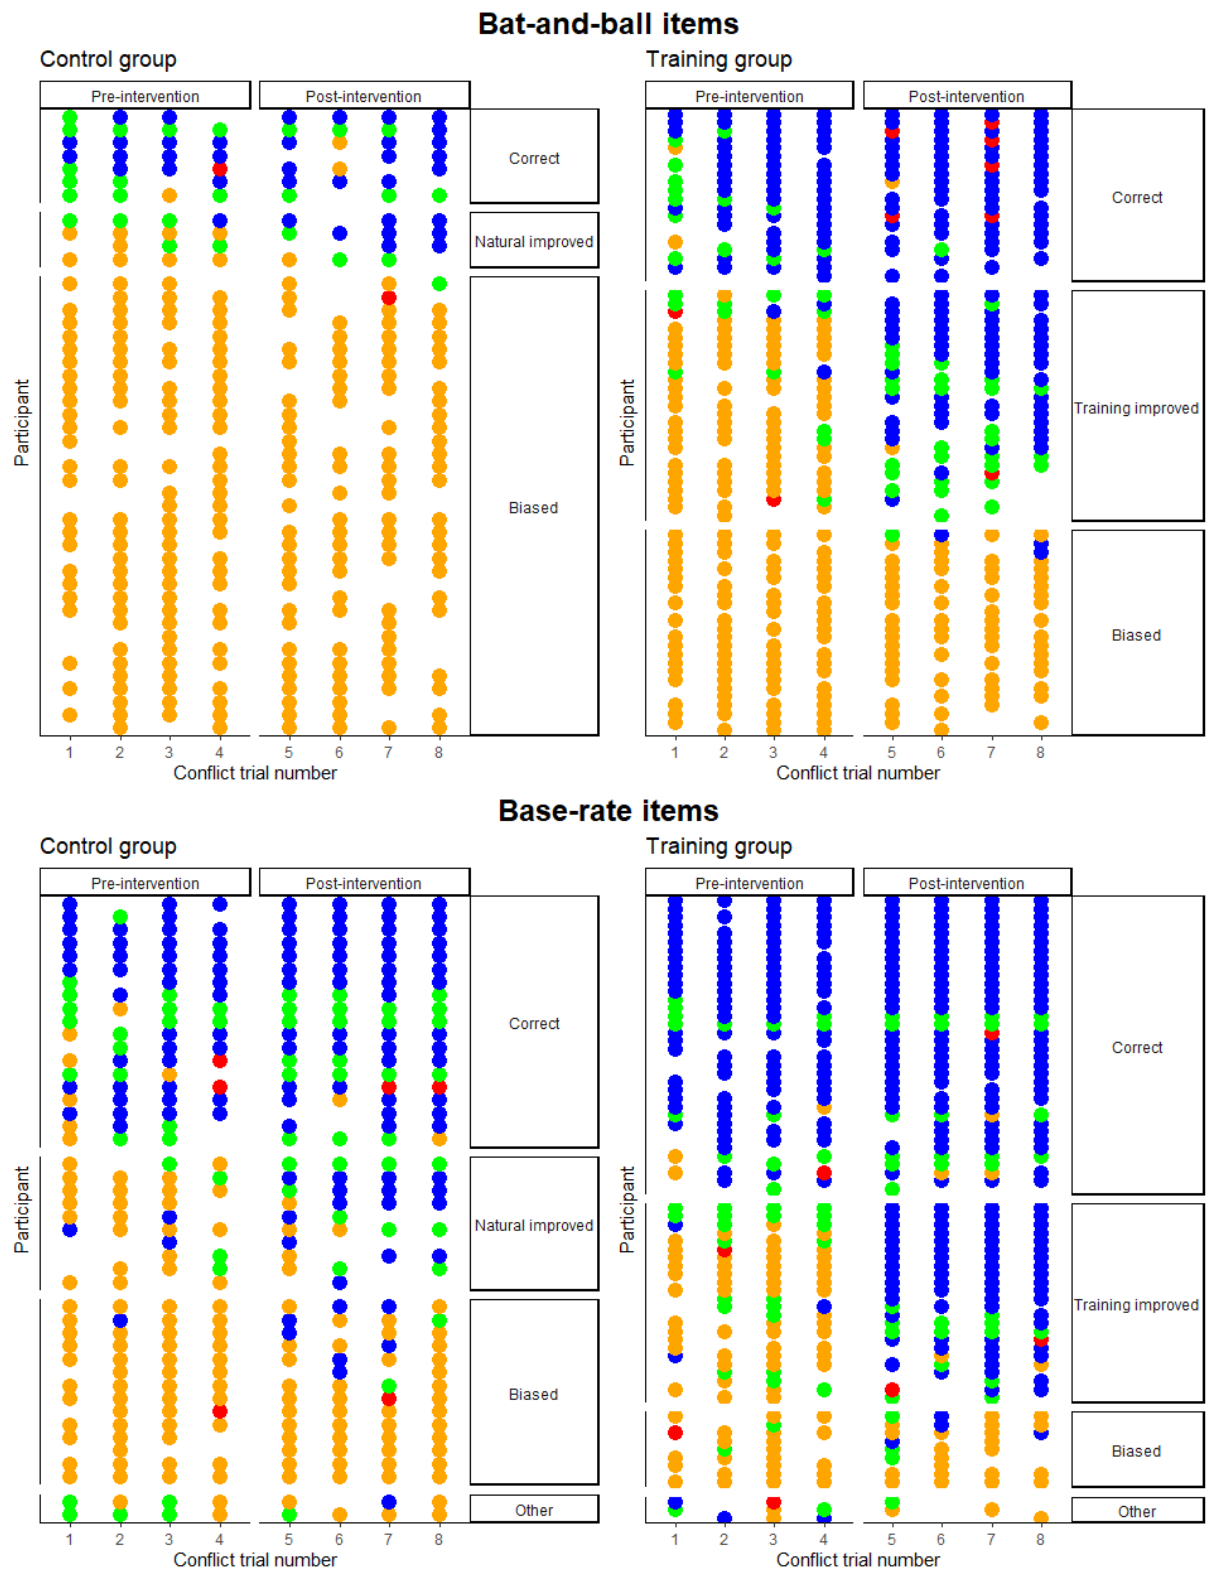 Bat-and-ball items
Control group
Training group
Pre-intervention
Post-intervention
Pre-intervention
Post-intervention
Correct
Natural improved
Biased
Correct
Training improved
Biased
Participant
Participant
1 2 3 4 5 6 7 8
Conflict trial number
1 2 3 4 5 6 7 8
Conflict trial number
Base-rate items
Control group
Training group
Pre-intervention
Post-intervention
Pre-intervention
Post-intervention
Correct
Natural improved
Biased
Other
Correct
Training improved
Biased
Other
Participant
Participant
1 2 3 4 5 6 7 8
Conflict trial number
1 2 3 4 5 6 7 8
Conflict trial number